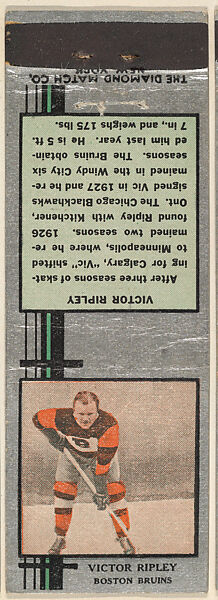 VICTOR RIPLEY
After three seasons of skat-
ing for Calgary, "Vic" shifted
to Minneapolis, where he re-
mained two seasons. 1926
found Ripley with Kitchener,
Ont. The Chicago Blackhawks
signed Vic in 1927 and he re-
mained in the Windy City six
seasons. The Bruins obtain-
ed him last year. He is 5 ft.
7 in., and weighs 175 lbs.
THE DIAMOND MATCH CO.
NEW YORK
VICTOR RIPLEY
BOSTON BRUINS